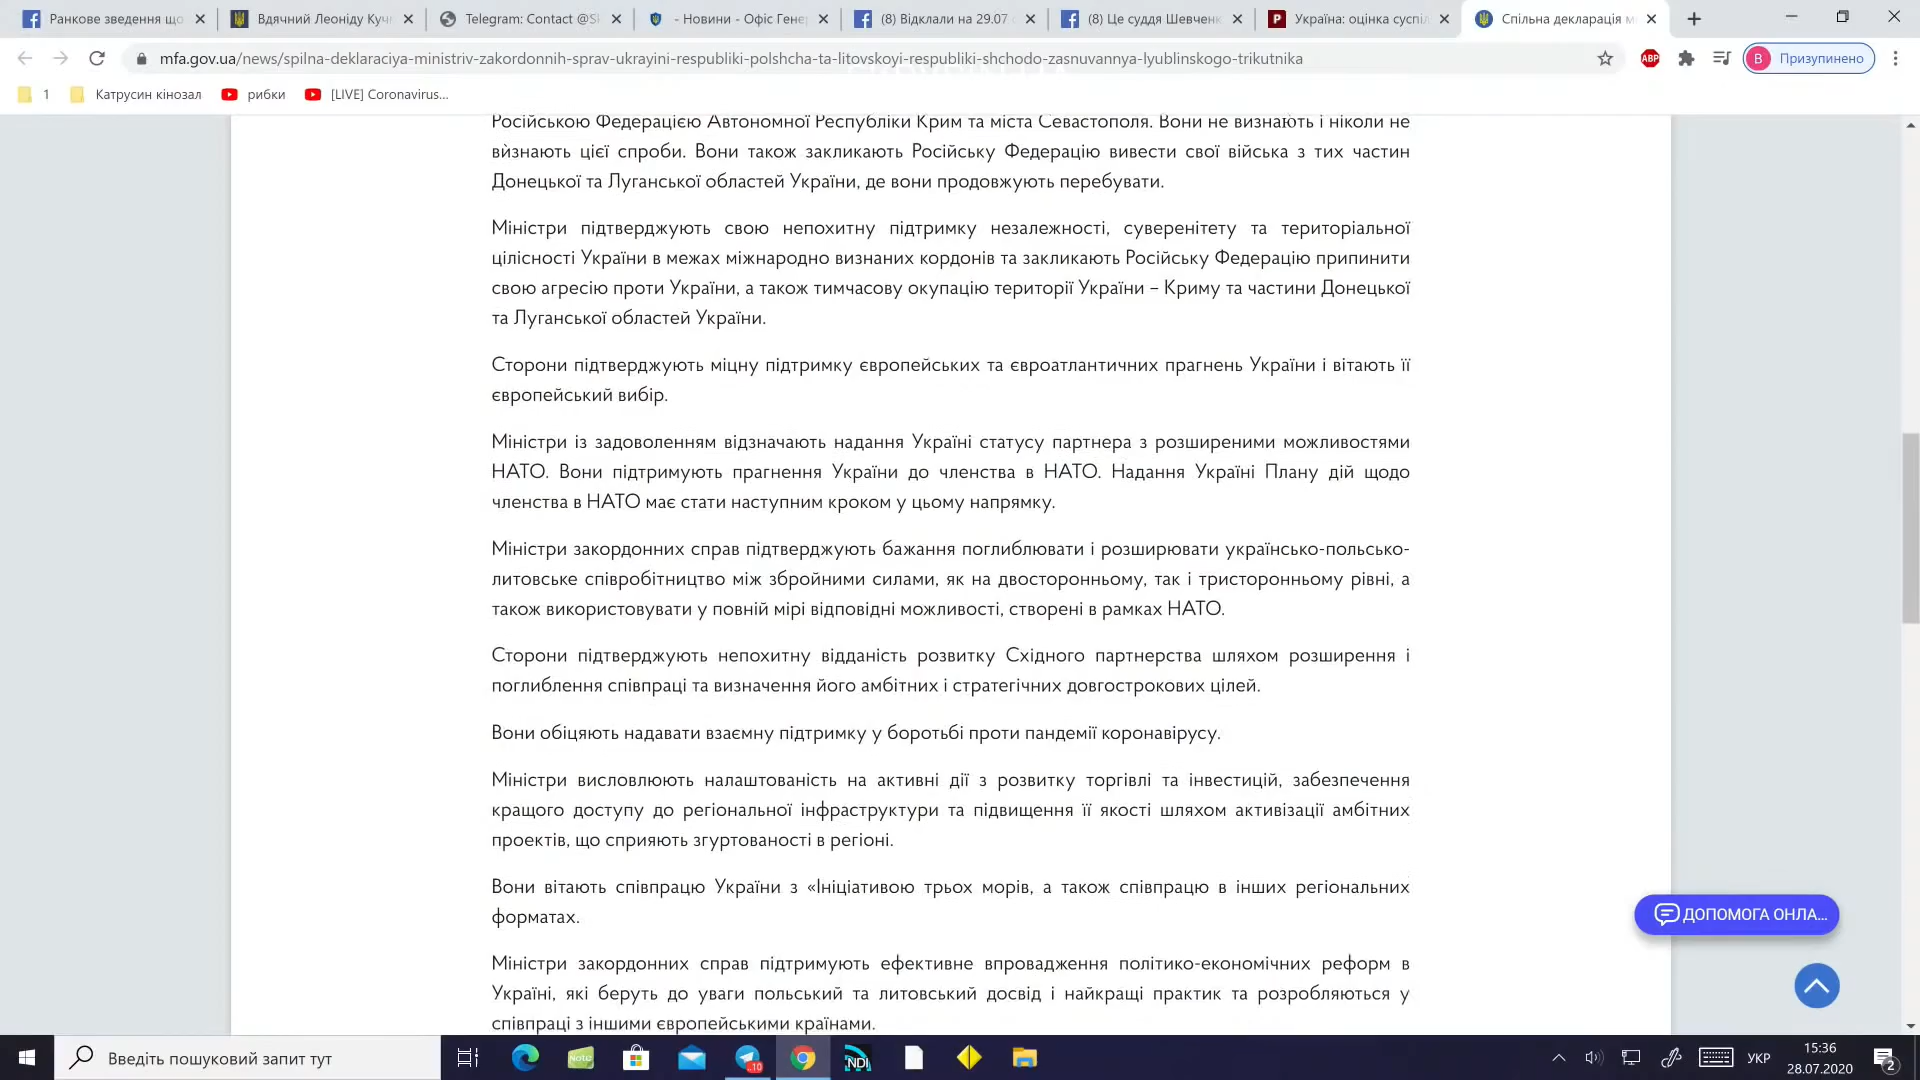 Ранкове зведення що
Вдячний Леоніду Куч
Telegram: Contact @S
- Новини - Офіс Гене
(8) Відклали на 29.07
(8) Це суддя Шевчен
Україна: оцінка суспі
Спільна декларація м
mfa.gov.ua/news/spilna-deklaraciya-ministriv-zakordonnih-sprav-ukrayini-respubliki-polshcha-ta-litovskoyi-respubliki-shchodo-zasnuvannya-lyublinskogo-trikutnika
ABP
В Призупинено
1
Катрусин кінозал
рибки
[LIVE] Coronavirus...
Російською Федерацією Автономної Республіки Крим та міста Севастополя. Вони не визнають і ніколи не
визнають цієї спроби. Вони також закликають Російську Федерацію вивести свої війська з тих частин
Донецької та Луганської областей України, де вони продовжують перебувати.
Міністри підтверджують свою непохитну підтримку незалежності, суверенітету та територіальної
цілісності України в межах міжнародно визнаних кордонів та закликають Російську Федерацію припинити
свою агресію проти України, а також тимчасову окупацію території України – Криму та частини Донецької
та Луганської областей України.
Сторони підтверджують міцну підтримку європейських та євроатлантичних прагнень України і вітають її
європейський вибір.
Міністри із задоволенням відзначають надання Україні статусу партнера з розширеними можливостями
НАТО. Вони підтримують прагнення України до членства в НАТО. Надання Україні Плану дій щодо
членства в НАТО має стати наступним кроком у цьому напрямку.
Міністри закордонних справ підтверджують бажання поглиблювати і розширювати українсько-польсько-
литовське співробітництво між збройними силами, як на двосторонньому, так і тристоронньому рівні, а
також використовувати у повній мірі відповідні можливості, створені в рамках НАТО.
Сторони підтверджують непохитну відданість розвитку Східного партнерства шляхом розширення і
поглиблення співпраці та визначення його амбітних і стратегічних довгострокових цілей.
Вони обіцяють надавати взаємну підтримку у боротьбі проти пандемії коронавірусу.
Міністри висловлюють налаштованість на активні дії з розвитку торгівлі та інвестицій, забезпечення
кращого доступу до регіональної інфраструктури та підвищення її якості шляхом активізації амбітних
проектів, що сприяють згуртованості в регіоні.
Вони вітають співпрацю України з «Ініціативою трьох морів, а також співпрацю в інших регіональних
форматах.
Міністри закордонних справ підтримують ефективне впровадження політико-економічних реформ в
Україні, які беруть до уваги польський та литовський досвід і найкращі практик та розробляються у
співпраці з іншими європейськими країнами.
ДОПОМОГА ОНЛА...
Введіть пошуковий запит тут
Note
10
NDI
УКР
15:36
28.07.2020
2